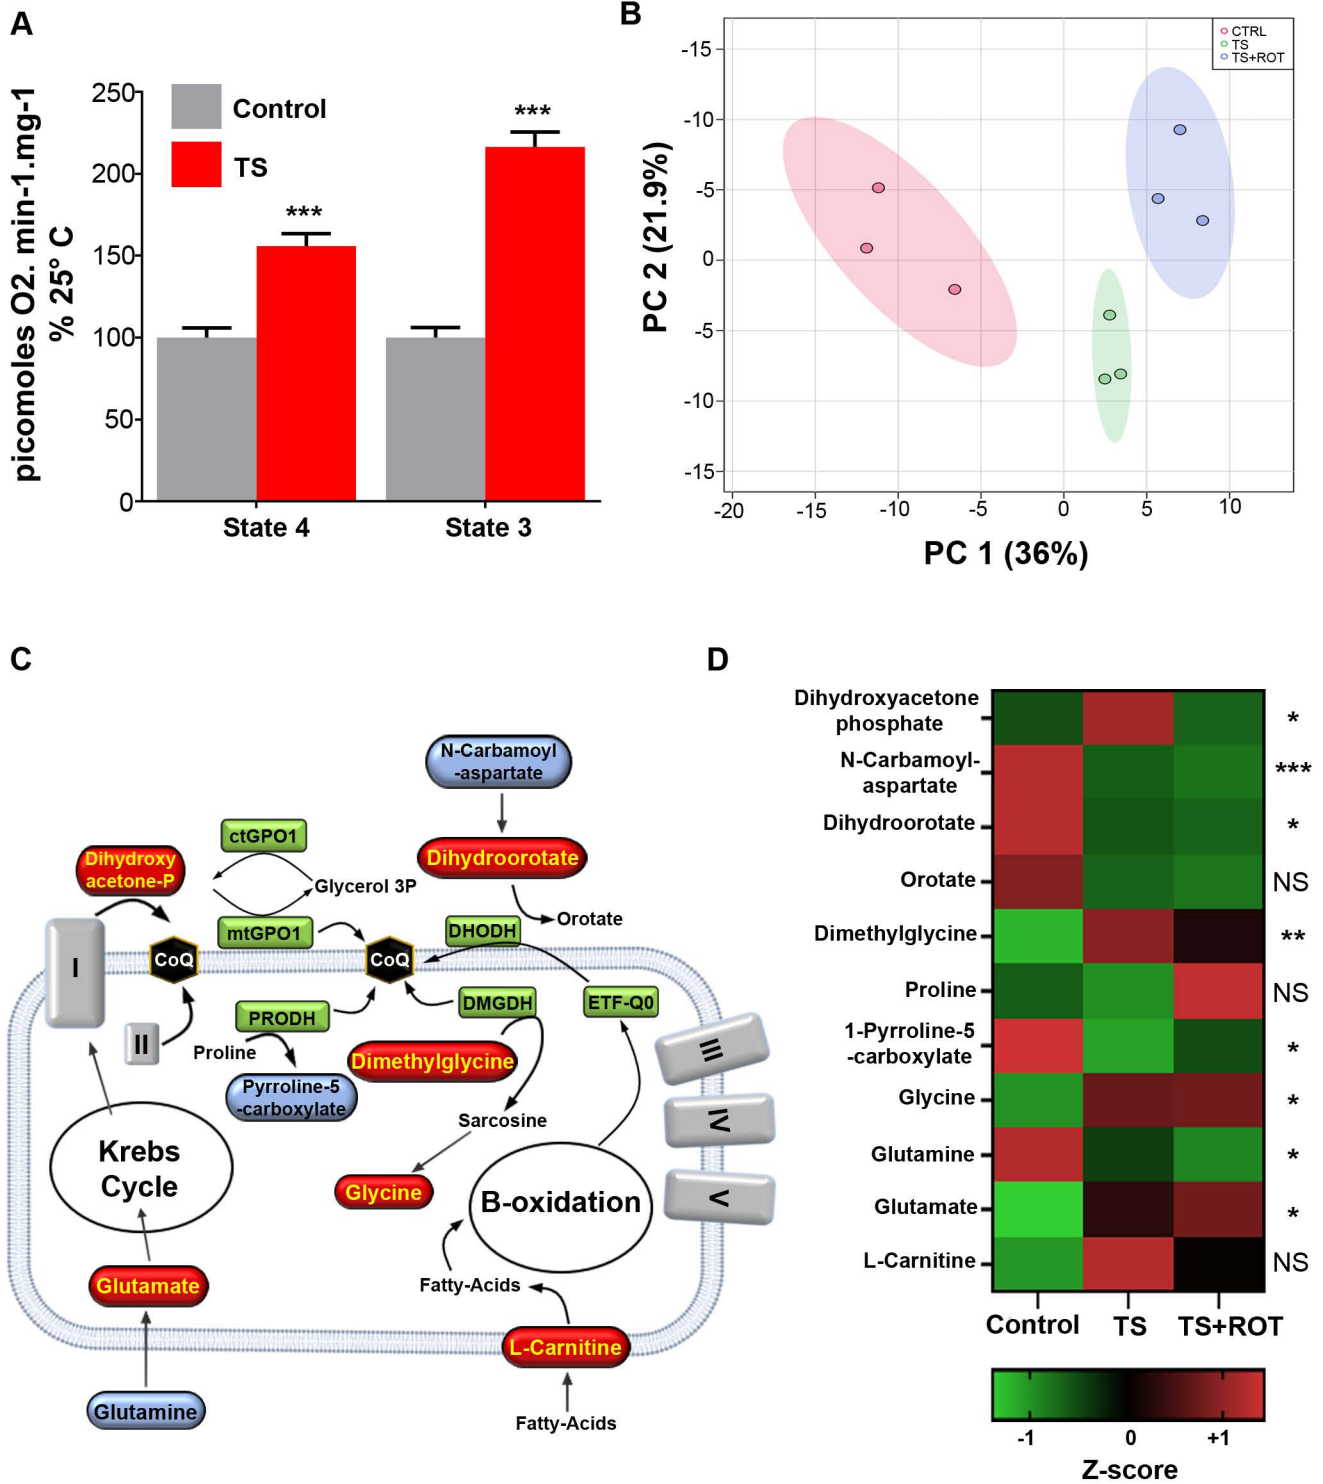 A
picomoles O2. min-1.mg-1
% 25° C
250
200
150
100
50
0
Control
TS
***
***
State 4
State 3
B
PC 2 (21.9%)
-15
-10
-5
0
-5
-10
-15
CTRL
TS
TS+ROT
-20
-15
-10
-5
0
5
10
PC 1 (36%)
C
N-Carbamoyl
-aspartate
ctGPO1
Dihydroxy
acetone-P
Dihydroorotate
Glycerol 3P
Orotate
mtGPO1
DHODH
I
CoQ
CoQ
II
PRODH
DMGDH
ETF-Q0
Proline
Dimethylglycine
III
Pyrroline-5
-carboxylate
Sarcosine
IV
Krebs
Cycle
Glycine
B-oxidation
V
Glutamate
Fatty-Acids
L-Carnitine
Glutamine
Fatty-Acids
D
Dihydroxyacetone
phosphate
*
N-Carbamoyl-
aspartate
***
Dihydroorotate
*
Orotate
NS
Dimethylglycine
**
Proline
NS
1-Pyrroline-5
-carboxylate
*
Glycine
*
Glutamine
*
Glutamate
*
L-Carnitine
NS
Control
TS
TS+ROT
-1
0
+1
Z-score